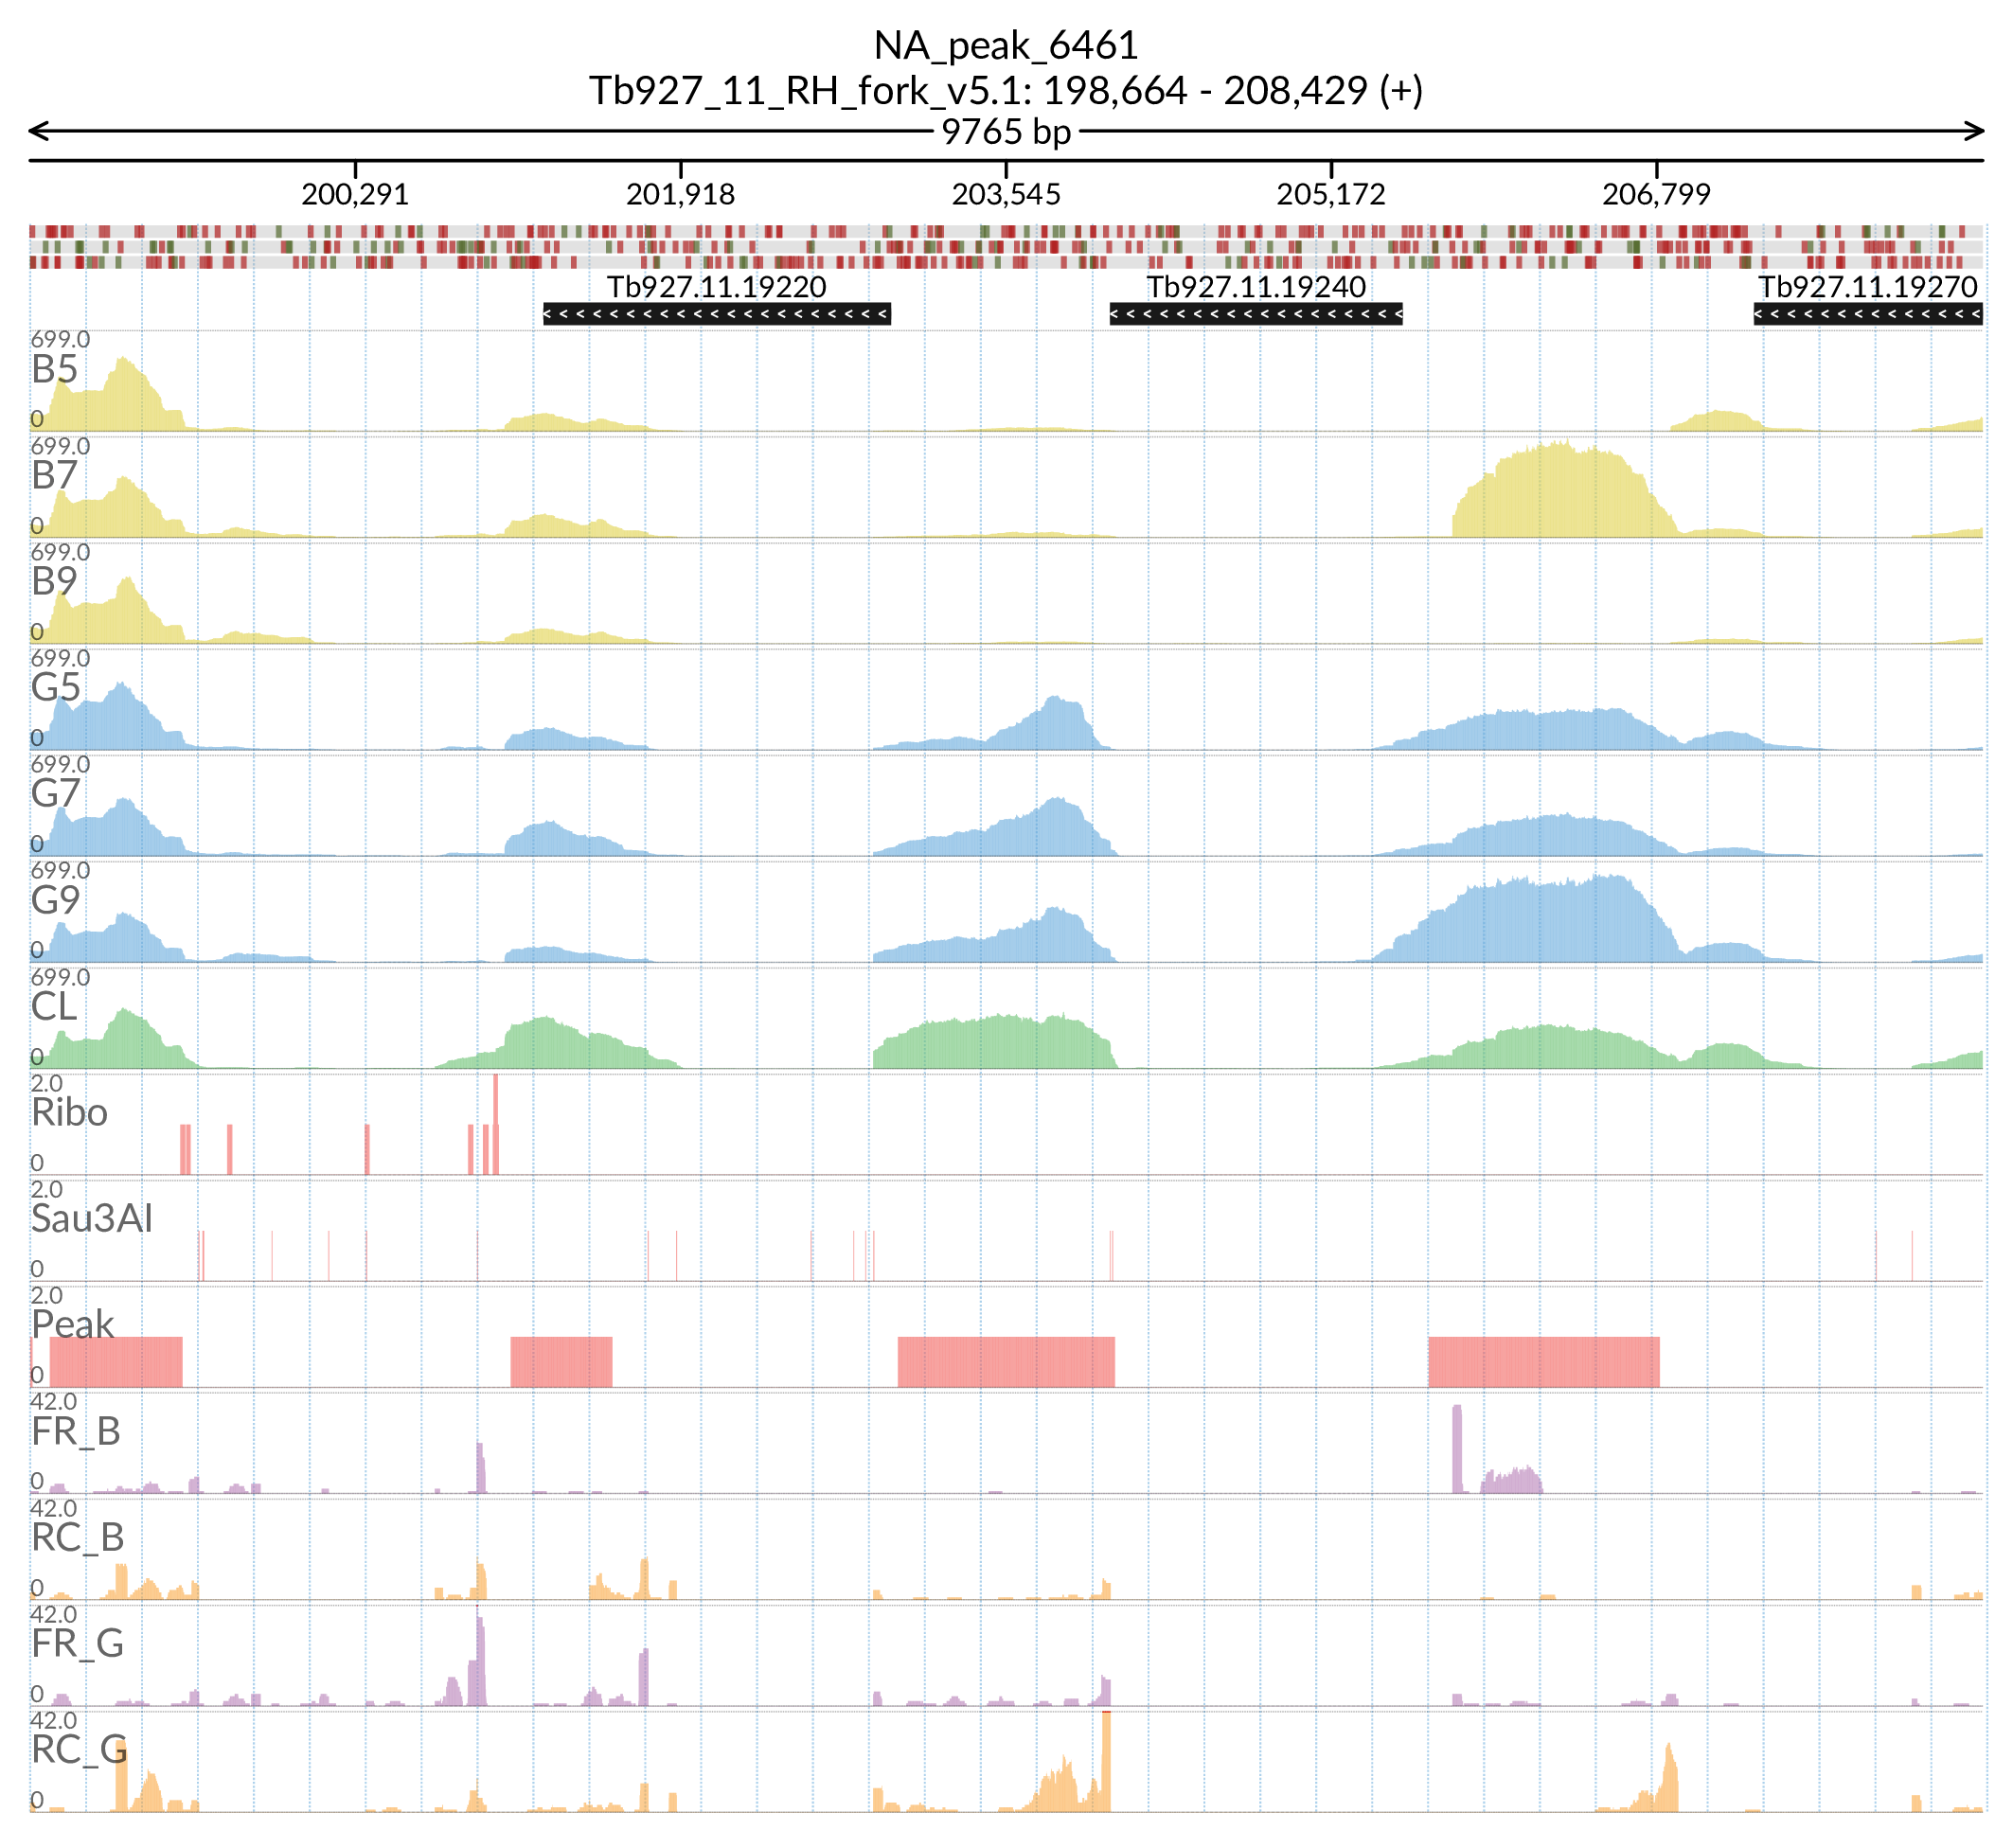 NA_peak_6461
Tb927_11_RH_fork_v5.1: 198,664 - 208,429 (+)
9765 bp
200,291 201,918 203,545 205,172 206,799
Tb927.11.19220 Tb927.11.19240 Tb927.11.19270
699.0
B5
0
699.0
B7
0
699.0
B9
0
699.0
G5
0
699.0
G7
0
699.0
G9
0
699.0
CL
0
2.0
Ribo
0
2.0
Sau3AI
0
2.0
Peak
0
42.0
FR_B
0
42.0
RC_B
0
42.0
FR_G
0
42.0
RC_G
0